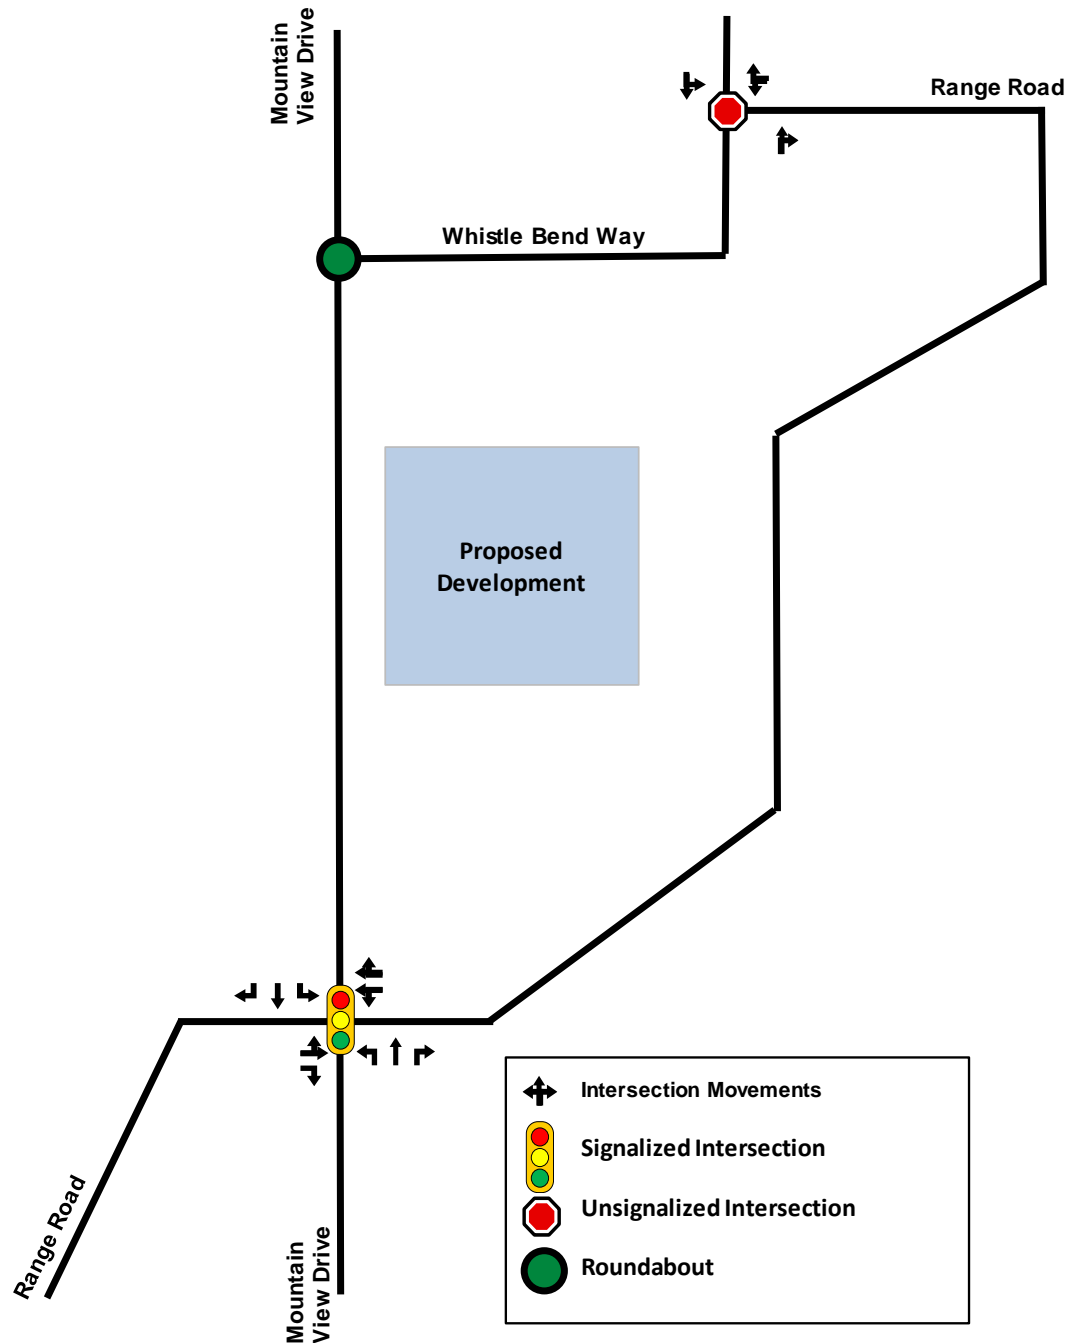 Mountain
View Drive
Range Road
Whistle Bend Way
Proposed
Development
Range Road
Mountain
View Drive
Intersection Movements
Signalized Intersection
Unsignalized Intersection
Roundabout